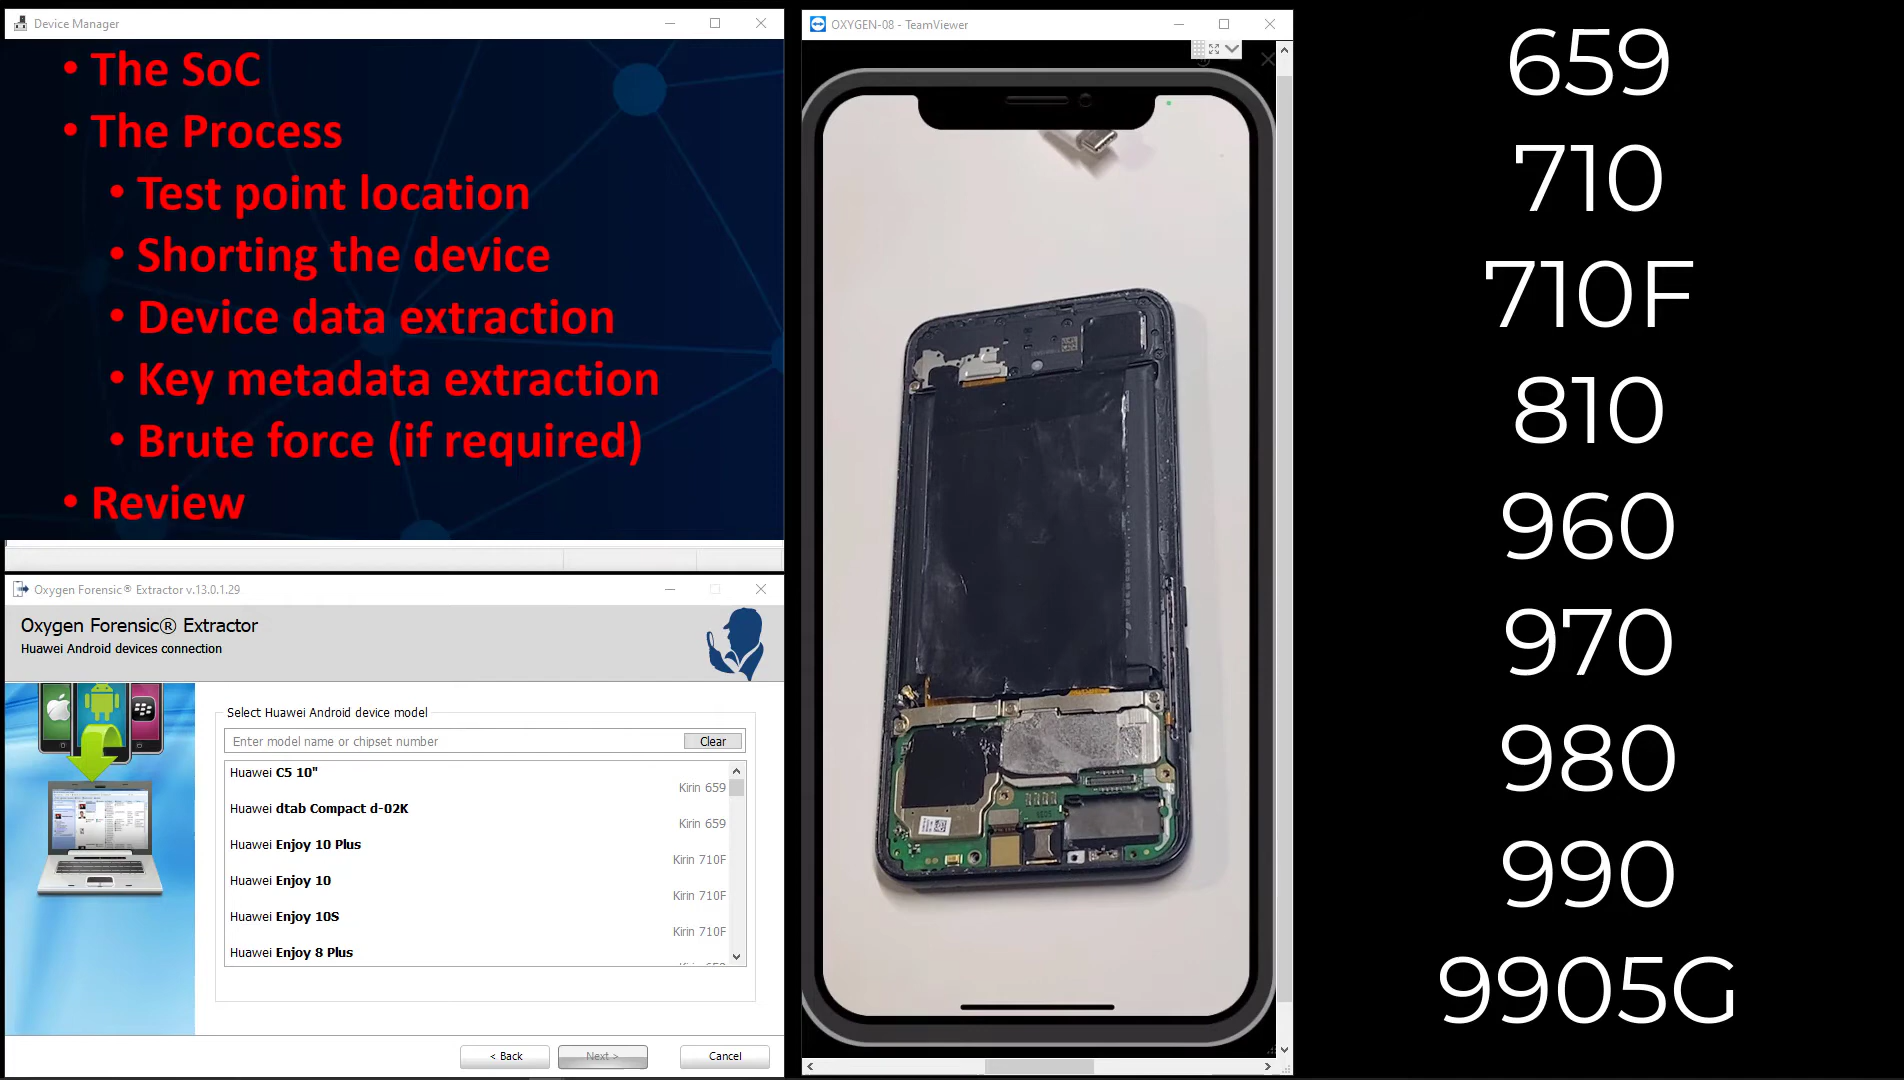 Device Manager
• The SoC
• The Process
• Test point location
• Shorting the device
• Device data extraction
• Key metadata extraction
• Brute force (if required)
• Review
Oxygen Forensic® Extractor v.13.0.1.29
Oxygen Forensic® Extractor
Huawei Android devices connection
Select Huawei Android device model
Enter model name or chipset number
Clear
Huawei C5 10"
Kirin 659
Huawei dtab Compact d-02K
Kirin 659
Huawei Enjoy 10 Plus
Kirin 710F
Huawei Enjoy 10
Kirin 710F
Huawei Enjoy 10S
Kirin 710F
Huawei Enjoy 8 Plus
< Back
Next >
Cancel
OXYGEN-08 - TeamViewer
659
710
710F
810
960
970
980
990
9905G